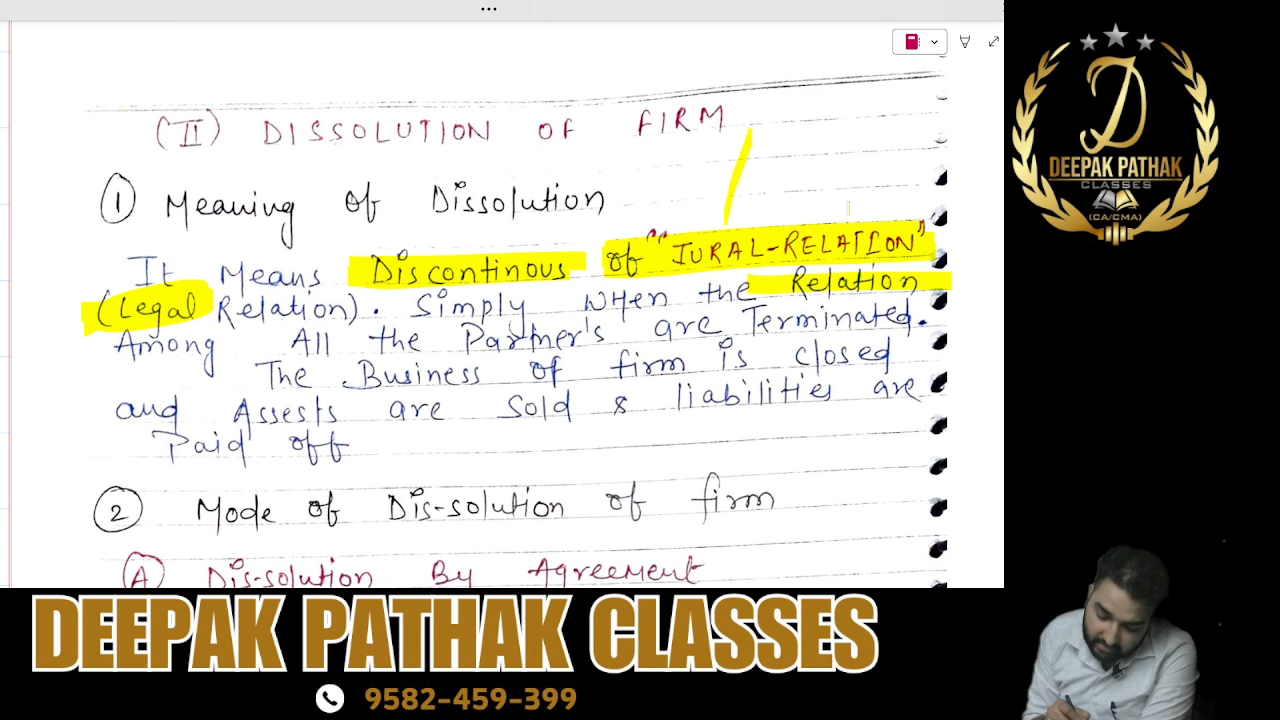 (II) DISSOLUTION OF FIRM
① Meaning of Dissolution
It Means Discontinous of "JURAL-RELATION"
(Legal Relation). Simply when the Relation
Among All the Partner's are Terminated.
The Business of firm is closed
and Assests are sold & liabilities are
Paid off
② Mode of Dis-solution of firm
Ⓐ Dis-solution By Agreement
D
DEEPAK PATHAK
CLASSES
(CA/CMA)
DEEPAK PATHAK CLASSES
9582-459-399